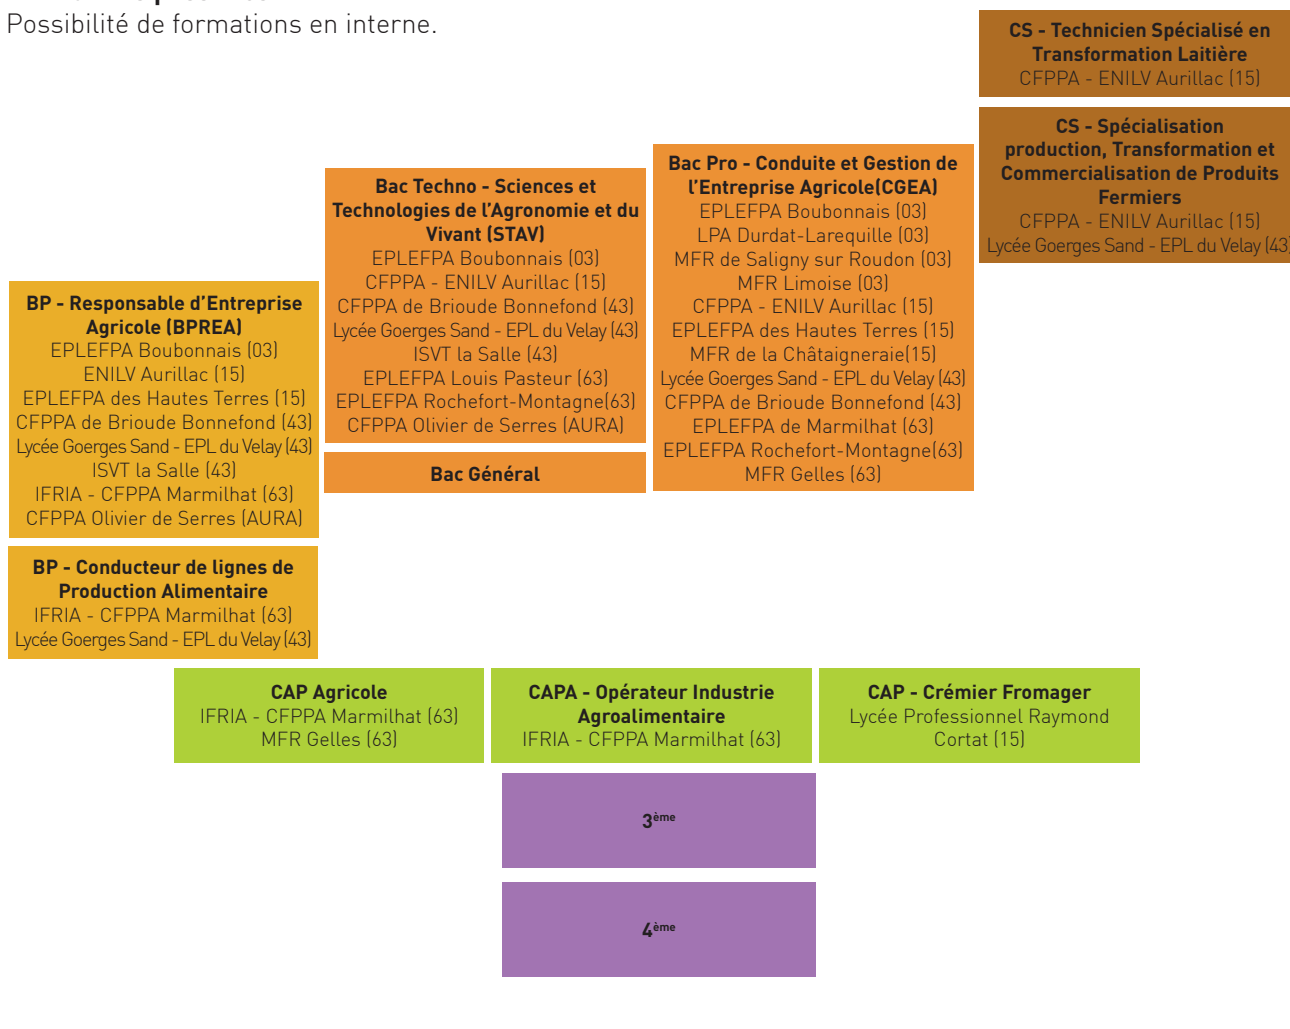 Possibilité de formations en interne.
CS - Technicien Spécialisé en
Transformation Laitière
CFPPA - ENILV Aurillac (15)
CS - Spécialisation
production, Transformation et
Commercialisation de Produits
Fermiers
CFPPA - ENILV Aurillac (15)
Lycée Goerges Sand - EPL du Velay (43)
Bac Pro - Conduite et Gestion de
l’Entreprise Agricole(CGEA)
EPLEFPA Boubonnais (03)
LPA Durdat-Larequille (03)
MFR de Saligny sur Roudon (03)
MFR Limoise (03)
CFPPA - ENILV Aurillac (15)
EPLEFPA des Hautes Terres (15)
MFR de la Châtaigneraie(15)
Lycée Goerges Sand - EPL du Velay (43)
CFPPA de Brioude Bonnefond (43)
EPLEFPA de Marmilhat (63)
EPLEFPA Rochefort-Montagne(63)
MFR Gelles (63)
Bac Techno - Sciences et
Technologies de l’Agronomie et du
Vivant (STAV)
EPLEFPA Boubonnais (03)
CFPPA - ENILV Aurillac (15)
CFPPA de Brioude Bonnefond (43)
Lycée Goerges Sand - EPL du Velay (43)
ISVT la Salle (43)
EPLEFPA Louis Pasteur (63)
EPLEFPA Rochefort-Montagne(63)
CFPPA Olivier de Serres (AURA)
Bac Général
BP - Responsable d’Entreprise
Agricole (BPREA)
EPLEFPA Boubonnais (03)
ENILV Aurillac (15)
EPLEFPA des Hautes Terres (15)
CFPPA de Brioude Bonnefond (43)
Lycée Goerges Sand - EPL du Velay (43)
ISVT la Salle (43)
IFRIA - CFPPA Marmilhat (63)
CFPPA Olivier de Serres (AURA)
BP - Conducteur de lignes de
Production Alimentaire
IFRIA - CFPPA Marmilhat (63)
Lycée Goerges Sand - EPL du Velay (43)
CAP Agricole
IFRIA - CFPPA Marmilhat (63)
MFR Gelles (63)
CAPA - Opérateur Industrie
Agroalimentaire
IFRIA - CFPPA Marmilhat (63)
CAP - Crémier Fromager
Lycée Professionnel Raymond
Cortat (15)
3ème
4ème